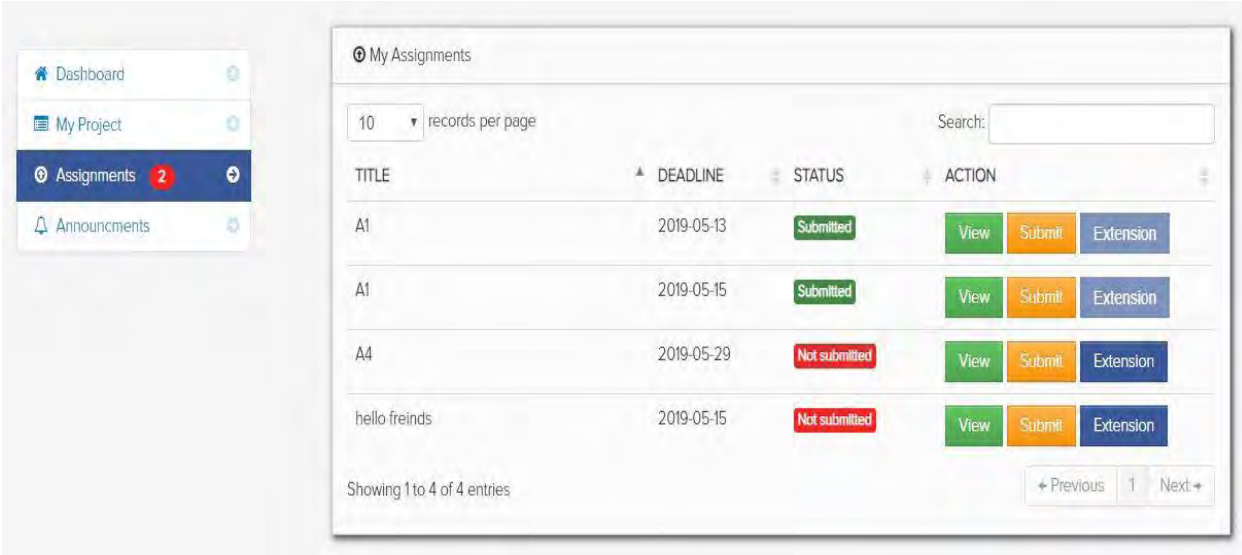 Dashboard
My Project
Assignments 2
Announcments
My Assignments
10 records per page
Search:
TITLE DEADLINE STATUS ACTION
A1 2019-05-13 Submitted View Submit Extension
A1 2019-05-15 Submitted View Submit Extension
A4 2019-05-29 Not submitted View Submit Extension
hello freinds 2019-05-15 Not submitted View Submit Extension
Showing 1 to 4 of 4 entries
← Previous 1 Next →